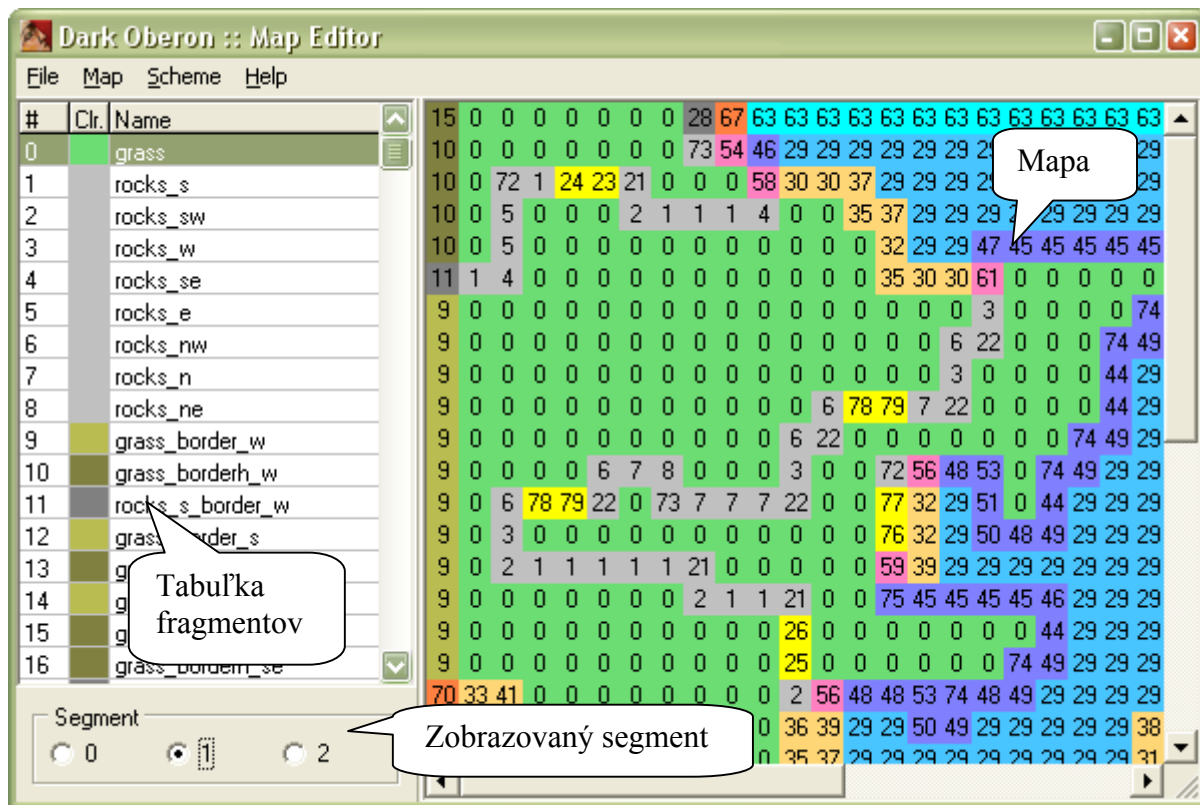 Dark Oberon :: Map Editor
File Map Scheme Help
# Clr. Name
0 grass
1 rocks_s
2 rocks_sw
3 rocks_w
4 rocks_se
5 rocks_e
6 rocks_nw
7 rocks_n
8 rocks_ne
9 grass_border_w
10 grass_borderh_w
11 rocks_s_border_w
12 grass_border_s
13
14
15
16 grass_borderh_se
Tabuľka
fragmentov
Segment
0 1 2
Zobrazovaný segment
Mapa
15 0 0 0 0 0 0 0 28 67 63 63 63 63 63 63 63 63 63 63 63 63 63
10 0 0 0 0 0 0 0 73 54 46 29 29 29 29 29 29 29
10 0 72 1 24 23 21 0 0 0 58 30 30 37 29 29 29 29
10 0 5 0 0 0 2 1 1 1 4 0 0 35 37 29 29 29 29 29 29 29
10 0 5 0 0 0 0 0 0 0 0 0 0 0 32 29 29 47 45 45 45 45 45
11 1 4 0 0 0 0 0 0 0 0 0 0 0 35 30 30 61 0 0 0 0 0
9 0 0 0 0 0 0 0 0 0 0 0 0 0 0 0 0 3 0 0 0 0 74
9 0 0 0 0 0 0 0 0 0 0 0 0 0 0 0 6 22 0 0 0 74 49
9 0 0 0 0 0 0 0 0 0 0 0 0 0 0 0 3 0 0 0 0 44 29
9 0 0 0 0 0 0 0 0 0 0 0 6 78 79 7 22 0 0 0 0 44 29
9 0 0 0 0 0 0 0 0 0 0 6 22 0 0 0 0 0 0 0 74 49 29
9 0 0 0 0 6 7 8 0 0 0 3 0 0 72 56 48 53 0 74 49 29 29
9 0 6 78 79 22 0 73 7 7 7 22 0 0 77 32 29 51 0 44 29 29 29
9 0 3 0 0 0 0 0 0 0 0 0 0 0 76 32 29 50 48 49 29 29 29
9 0 2 1 1 1 1 1 21 0 0 0 0 0 59 39 29 29 29 29 29 29 29
9 0 0 0 0 0 0 0 2 1 1 21 0 0 75 45 45 45 45 46 29 29 29
9 0 0 0 0 0 0 0 0 0 0 26 0 0 0 0 0 0 0 44 29 29 29
9 0 0 0 0 0 0 0 0 0 0 25 0 0 0 0 0 0 74 49 29 29 29
70 33 41 0 0 0 0 0 0 0 0 2 56 48 48 53 74 48 49 29 29 29 29
0 36 39 29 29 50 49 29 29 29 29 29 38
0 35 37 29 29 29 29 29 29 29 29 29 31